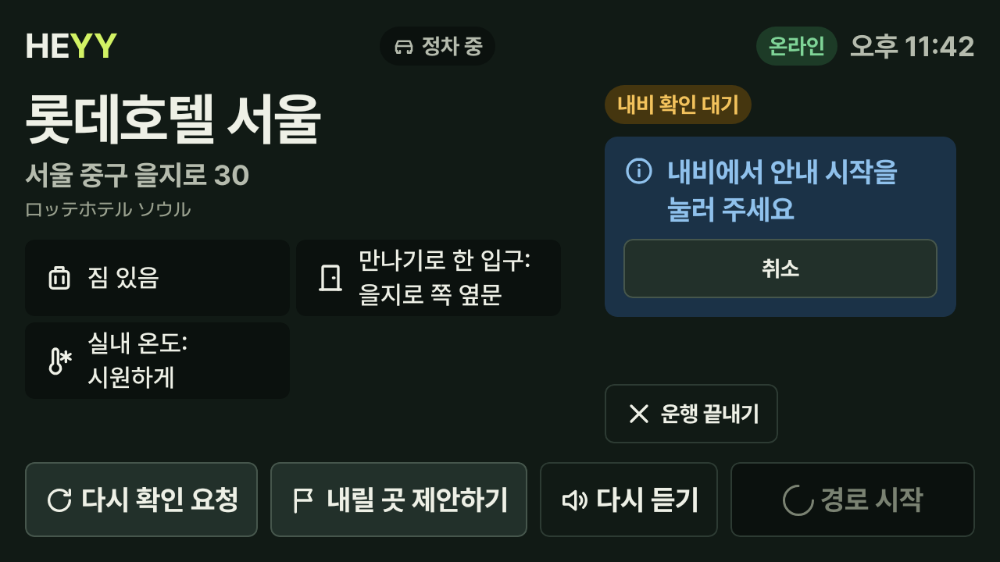 HEYY
정차 중
온라인
오후 11:42
롯데호텔 서울
서울 중구 을지로 30
ロッテホテル ソウル
짐 있음
만나기로 한 입구:
을지로 쪽 옆문
실내 온도:
시원하게
내비 확인 대기
내비에서 안내 시작을
눌러 주세요
취소
운행 끝내기
다시 확인 요청
내릴 곳 제안하기
다시 듣기
경로 시작